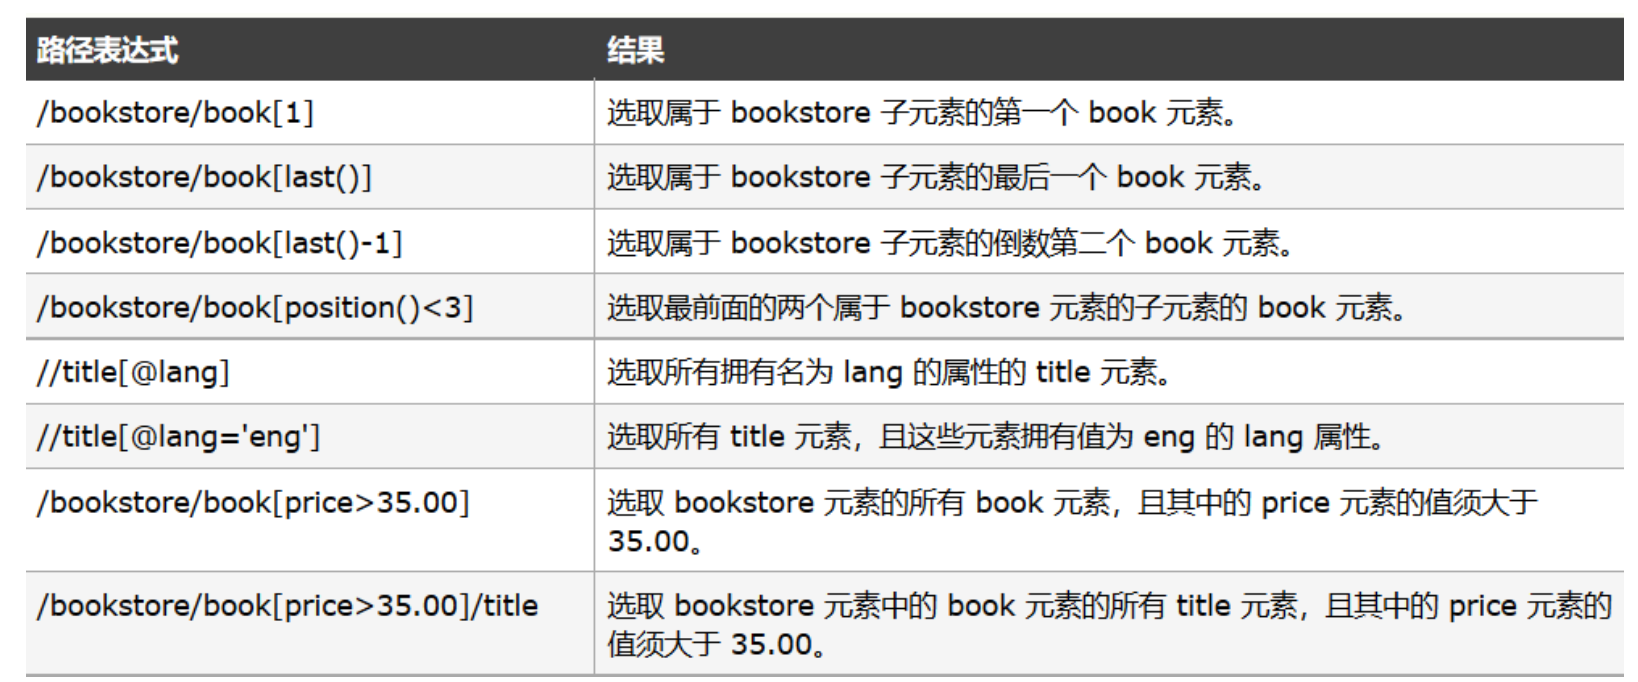 路径表达式 结果
/bookstore/book[1] 选取属于 bookstore 子元素的第一个 book 元素。
/bookstore/book[last()] 选取属于 bookstore 子元素的最后一个 book 元素。
/bookstore/book[last()-1] 选取属于 bookstore 子元素的倒数第二个 book 元素。
/bookstore/book[position()<3] 选取最前面的两个属于 bookstore 元素的子元素的 book 元素。
//title[@lang] 选取所有拥有名为 lang 的属性的 title 元素。
//title[@lang='eng'] 选取所有 title 元素，且这些元素拥有值为 eng 的 lang 属性。
/bookstore/book[price>35.00] 选取 bookstore 元素的所有 book 元素，且其中的 price 元素的值须大于
35.00。
/bookstore/book[price>35.00]/title 选取 bookstore 元素中的 book 元素的所有 title 元素，且其中的 price 元素的
值须大于 35.00。